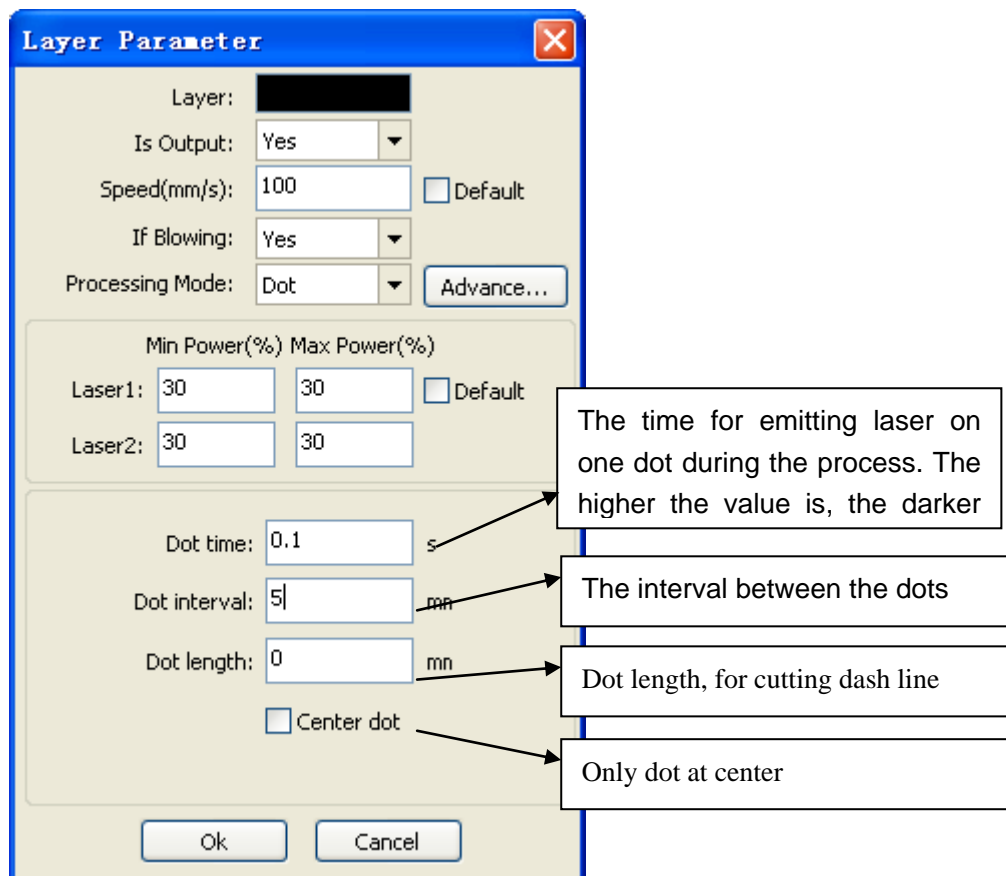 Layer Parameter
Layer:
Is Output: Yes
Speed(mm/s): 100 Default
If Blowing: Yes
Processing Mode: Dot Advance...
Min Power(%) Max Power(%)
Laser1: 30 30 Default
Laser2: 30 30
The time for emitting laser on
one dot during the process. The
higher the value is, the darker
Dot time: 0.1 s
The interval between the dots
Dot interval: 5 mn
Dot length, for cutting dash line
Dot length: 0 mn
Center dot
Only dot at center
Ok Cancel